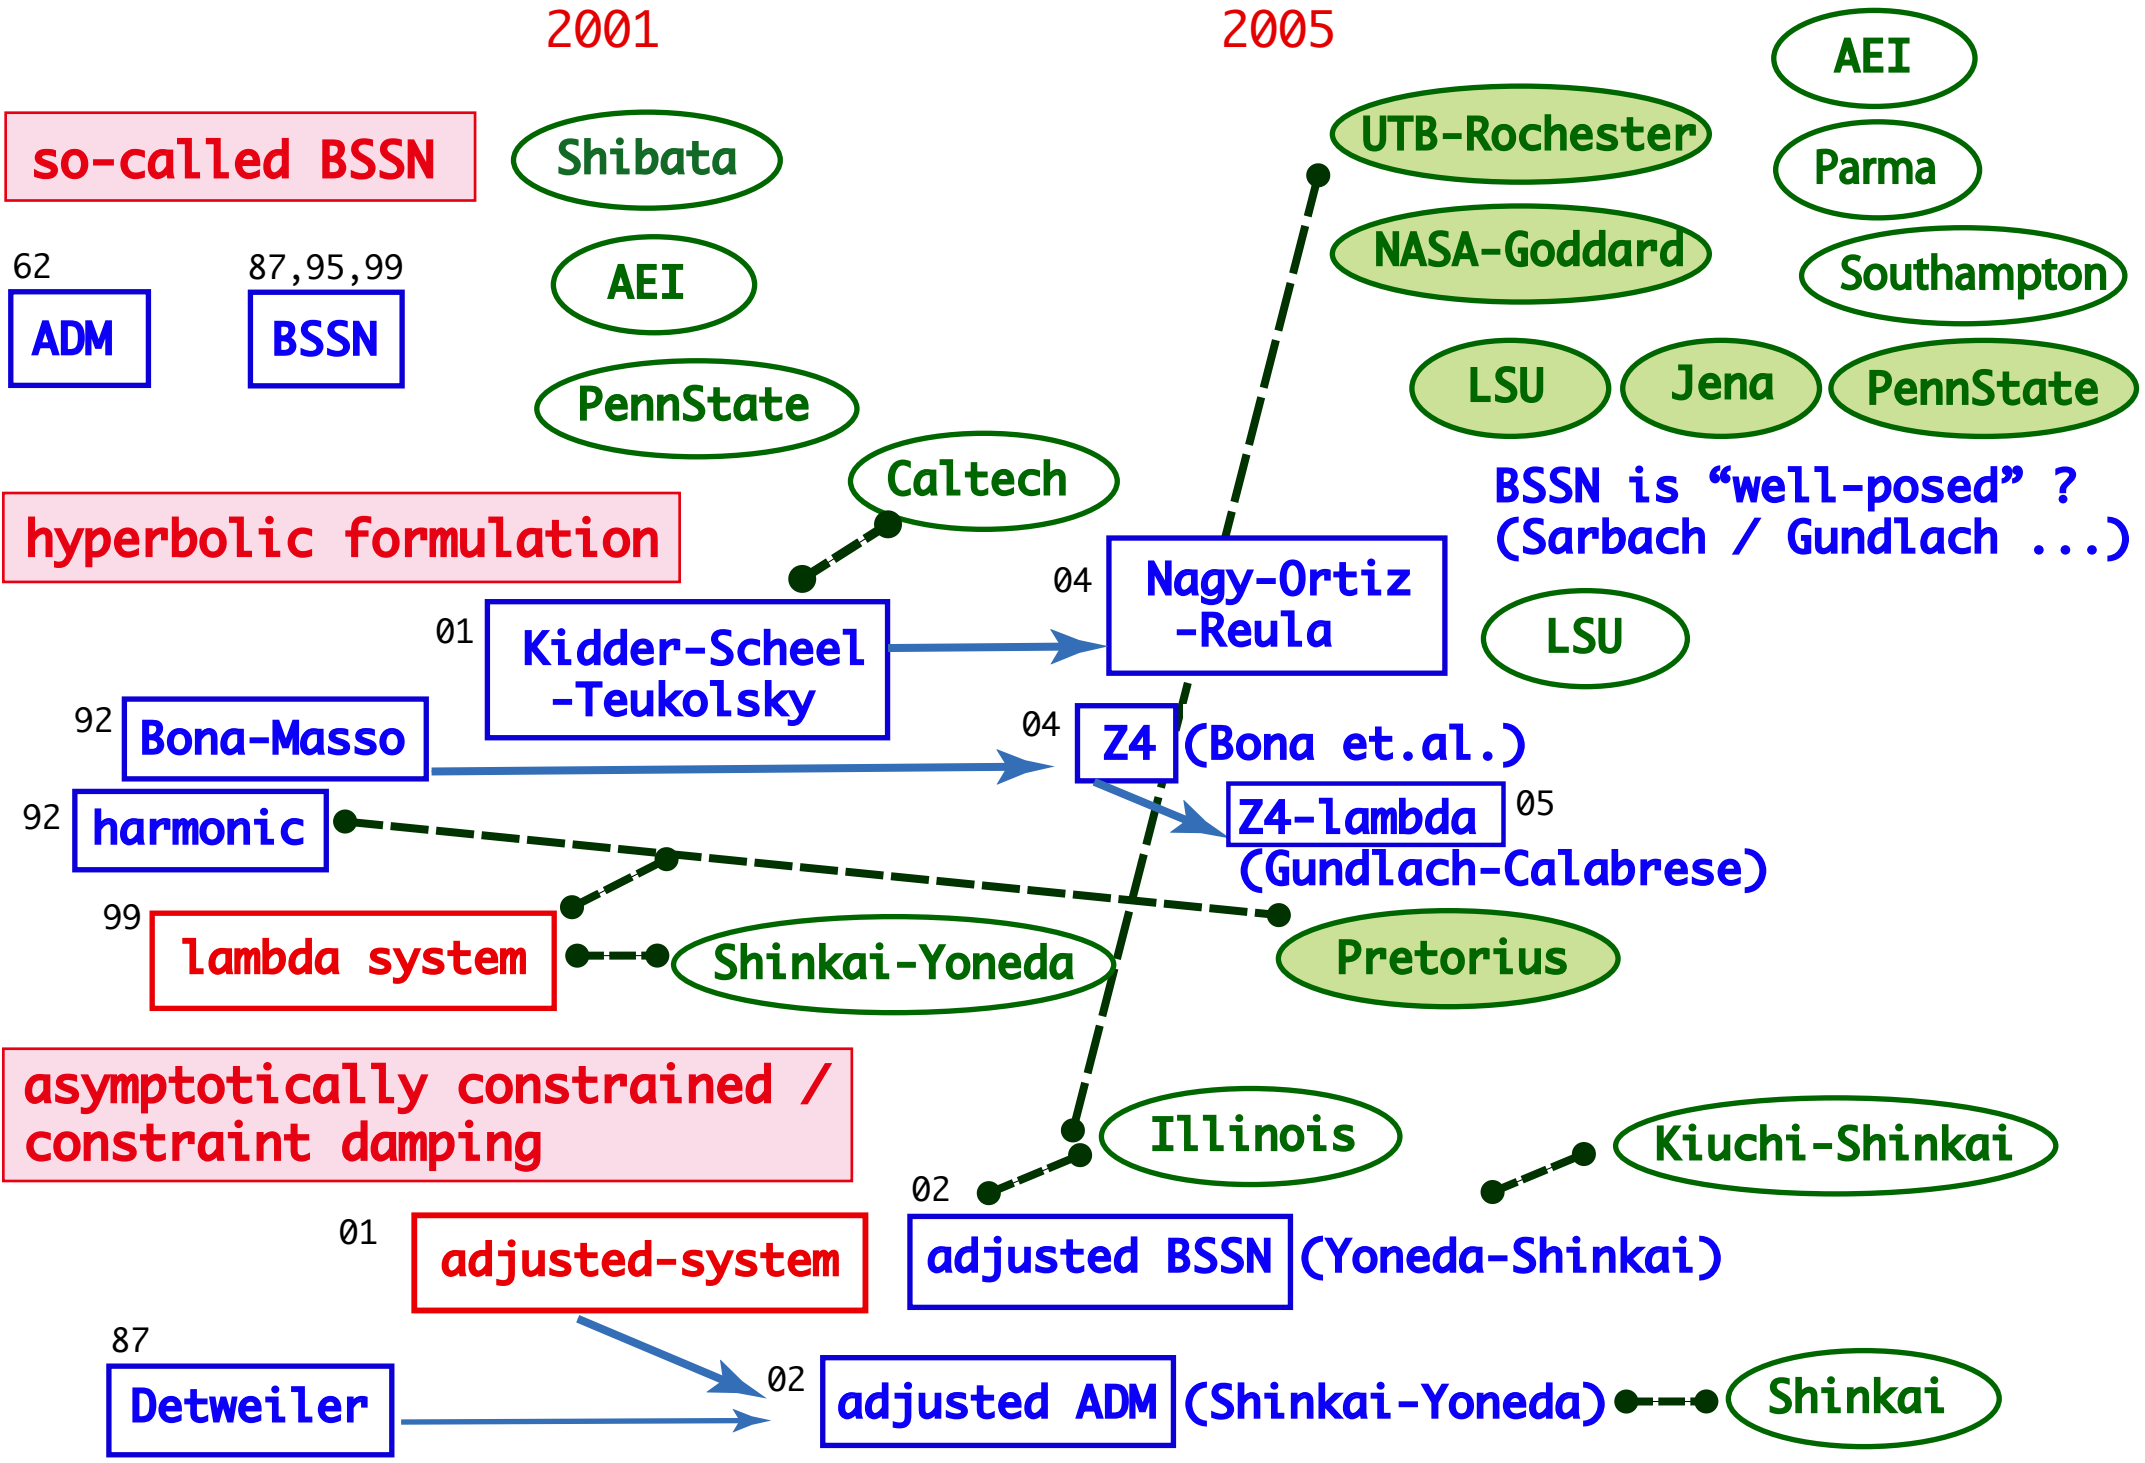 2001
2005
AEI
UTB-Rochester
so-called BSSN
Shibata
Parma
NASA-Goddard
62
87,95,99
AEI
Southampton
ADM
BSSN
LSU
Jena
PennState
PennState
Caltech
BSSN is “well-posed” ?
(Sarbach / Gundlach ...)
hyperbolic formulation
04
Nagy-Ortiz
-Reula
01
Kidder-Scheel
-Teukolsky
LSU
92
Bona-Masso
04
Z4
(Bona et.al.)
92
harmonic
Z4-lambda
05
(Gundlach-Calabrese)
99
lambda system
Shinkai-Yoneda
Pretorius
asymptotically constrained /
constraint damping
Illinois
Kiuchi-Shinkai
02
01
adjusted-system
adjusted BSSN
(Yoneda-Shinkai)
87
Detweiler
02
adjusted ADM
(Shinkai-Yoneda)
Shinkai